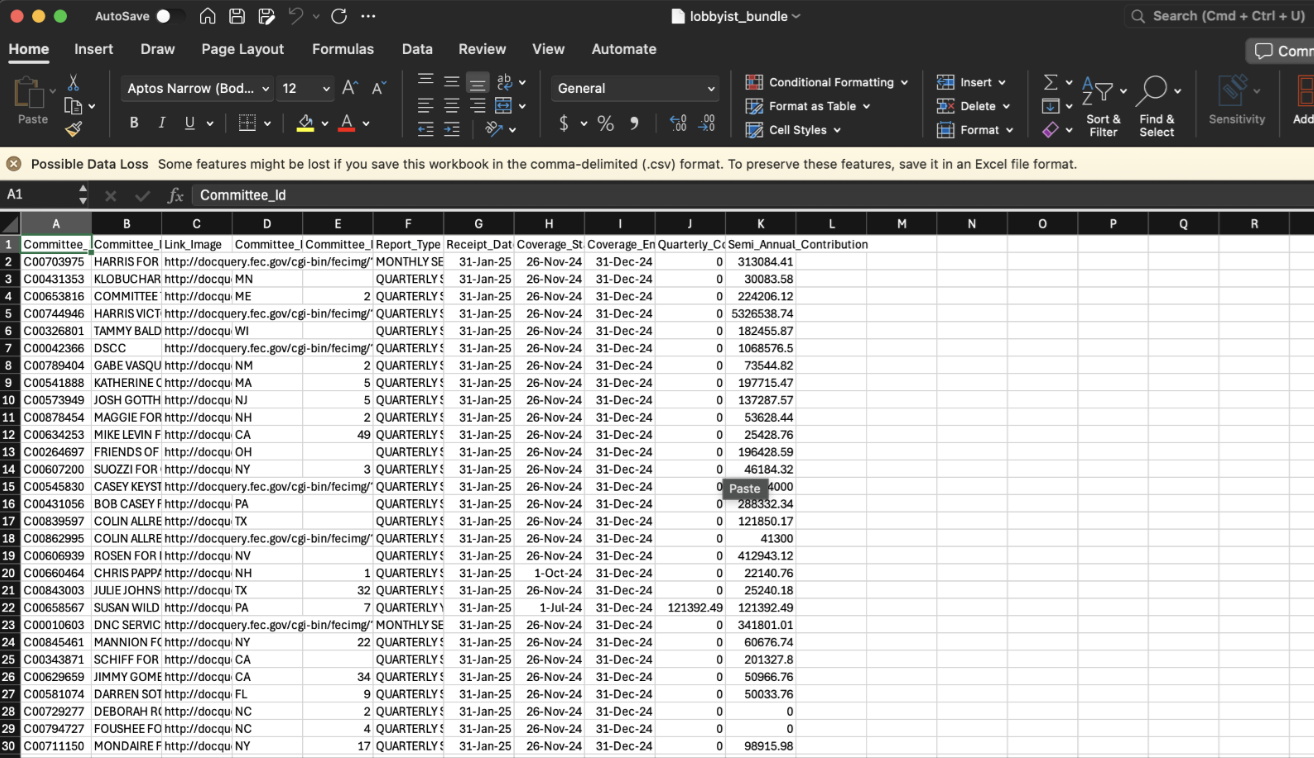 AutoSave lobbyist_bundle Search (Cmd + Ctrl + U)
Home Insert Draw Page Layout Formulas Data Review View Automate Comm
Paste Aptos Narrow (Bod... 12 General Conditional Formatting Format as Table Cell Styles Insert Delete Format Sort & Filter Find & Select Sensitivity Add
Possible Data Loss Some features might be lost if you save this workbook in the comma-delimited (.csv) format. To preserve these features, save it in an Excel file format.
A1 fx Committee_Id
A B C D E F G H I J K L M N O P Q R
1 Committee_ Committee_I Link_Image Committee_I Committee_I Report_Type Receipt_Dat Coverage_St Coverage_En Quarterly_Co Semi_Annual_Contribution
2 C00703975 HARRIS FOR http://docquery.fec.gov/cgi-bin/fecimg/ MONTHLY SE 31-Jan-25 26-Nov-24 31-Dec-24 0 313084.41
3 C00431353 KLOBUCHAR http://docqu MN QUARTERLY S 31-Jan-25 26-Nov-24 31-Dec-24 0 30083.58
4 C00653816 COMMITTEE http://docqu ME 2 QUARTERLY S 31-Jan-25 26-Nov-24 31-Dec-24 0 224206.12
5 C00744946 HARRIS VICT http://docquery.fec.gov/cgi-bin/fecimg/ QUARTERLY S 31-Jan-25 26-Nov-24 31-Dec-24 0 5326538.74
6 C00326801 TAMMY BALD http://docqu WI QUARTERLY S 31-Jan-25 26-Nov-24 31-Dec-24 0 182455.87
7 C00042366 DSCC http://docquery.fec.gov/cgi-bin/fecimg/ QUARTERLY S 31-Jan-25 26-Nov-24 31-Dec-24 0 1068576.5
8 C00789404 GABE VASQU http://docqu NM 2 QUARTERLY S 31-Jan-25 26-Nov-24 31-Dec-24 0 73544.82
9 C00541888 KATHERINE C http://docqu MA 5 QUARTERLY S 31-Jan-25 26-Nov-24 31-Dec-24 0 197715.47
10 C00573949 JOSH GOTTH http://docqu NJ 5 QUARTERLY S 31-Jan-25 26-Nov-24 31-Dec-24 0 137287.57
11 C00878454 MAGGIE FOR http://docqu NH 2 QUARTERLY S 31-Jan-25 26-Nov-24 31-Dec-24 0 53628.44
12 C00634253 MIKE LEVIN F http://docqu CA 49 QUARTERLY S 31-Jan-25 26-Nov-24 31-Dec-24 0 25428.76
13 C00264697 FRIENDS OF http://docqu OH QUARTERLY S 31-Jan-25 26-Nov-24 31-Dec-24 0 196428.59
14 C00607200 SUOZZI FOR http://docqu NY 3 QUARTERLY S 31-Jan-25 26-Nov-24 31-Dec-24 0 46184.32
15 C00545830 CASEY KEYST http://docquery.fec.gov/cgi-bin/fecimg/ QUARTERLY S 31-Jan-25 26-Nov-24 31-Dec-24 0 Paste 4000
16 C00431056 BOB CASEY F http://docqu PA QUARTERLY S 31-Jan-25 26-Nov-24 31-Dec-24 0 288332.34
17 C00839597 COLIN ALLRE http://docqu TX QUARTERLY S 31-Jan-25 26-Nov-24 31-Dec-24 0 121850.17
18 C00862995 COLIN ALLRE http://docquery.fec.gov/cgi-bin/fecimg/ QUARTERLY S 31-Jan-25 26-Nov-24 31-Dec-24 0 41300
19 C00606939 ROSEN FOR http://docqu NV QUARTERLY S 31-Jan-25 26-Nov-24 31-Dec-24 0 412943.12
20 C00660464 CHRIS PAPPA http://docqu NH 1 QUARTERLY S 31-Jan-25 1-Oct-24 31-Dec-24 0 22140.76
21 C00843003 JULIE JOHNS http://docqu TX 32 QUARTERLY S 31-Jan-25 26-Nov-24 31-Dec-24 0 25240.18
22 C00658567 SUSAN WILD http://docqu PA 7 QUARTERLY Y 31-Jan-25 1-Jul-24 31-Dec-24 121392.49 121392.49
23 C00010603 DNC SERVIC http://docquery.fec.gov/cgi-bin/fecimg/ MONTHLY SE 31-Jan-25 26-Nov-24 31-Dec-24 0 341801.01
24 C00845461 MANNION FO http://docqu NY 22 QUARTERLY S 31-Jan-25 26-Nov-24 31-Dec-24 0 60676.74
25 C00343871 SCHIFF FOR http://docqu CA QUARTERLY S 31-Jan-25 26-Nov-24 31-Dec-24 0 201327.8
26 C00629659 JIMMY GOME http://docqu CA 34 QUARTERLY S 31-Jan-25 26-Nov-24 31-Dec-24 0 50966.76
27 C00581074 DARREN SOT http://docqu FL 9 QUARTERLY S 31-Jan-25 26-Nov-24 31-Dec-24 0 50033.76
28 C00729277 DEBORAH RO http://docqu NC 2 QUARTERLY S 31-Jan-25 26-Nov-24 31-Dec-24 0 0
29 C00794727 FOUSHEE FO http://docqu NC 4 QUARTERLY S 31-Jan-25 26-Nov-24 31-Dec-24 0 0
30 C00711150 MONDAIRE F http://docqu NY 17 QUARTERLY S 31-Jan-25 26-Nov-24 31-Dec-24 0 98915.98